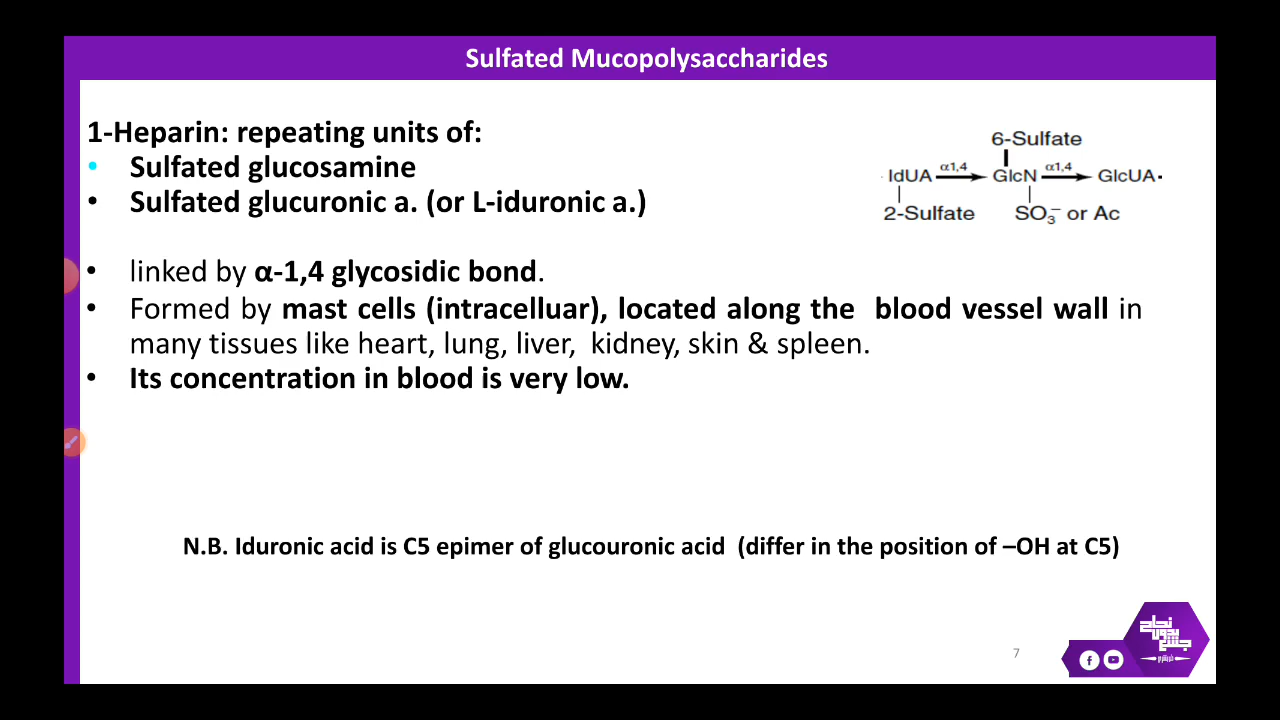 Sulfated Mucopolysaccharides
1-Heparin: repeating units of:
• Sulfated glucosamine
• Sulfated glucuronic a. (or L-iduronic a.)
6-Sulfate
IdUA α1,4 GlcN α1,4 GlcUA
2-Sulfate SO₃⁻ or Ac
• linked by α-1,4 glycosidic bond.
• Formed by mast cells (intracelluar), located along the blood vessel wall in
many tissues like heart, lung, liver, kidney, skin & spleen.
• Its concentration in blood is very low.
N.B. Iduronic acid is C5 epimer of glucouronic acid (differ in the position of –OH at C5)
7